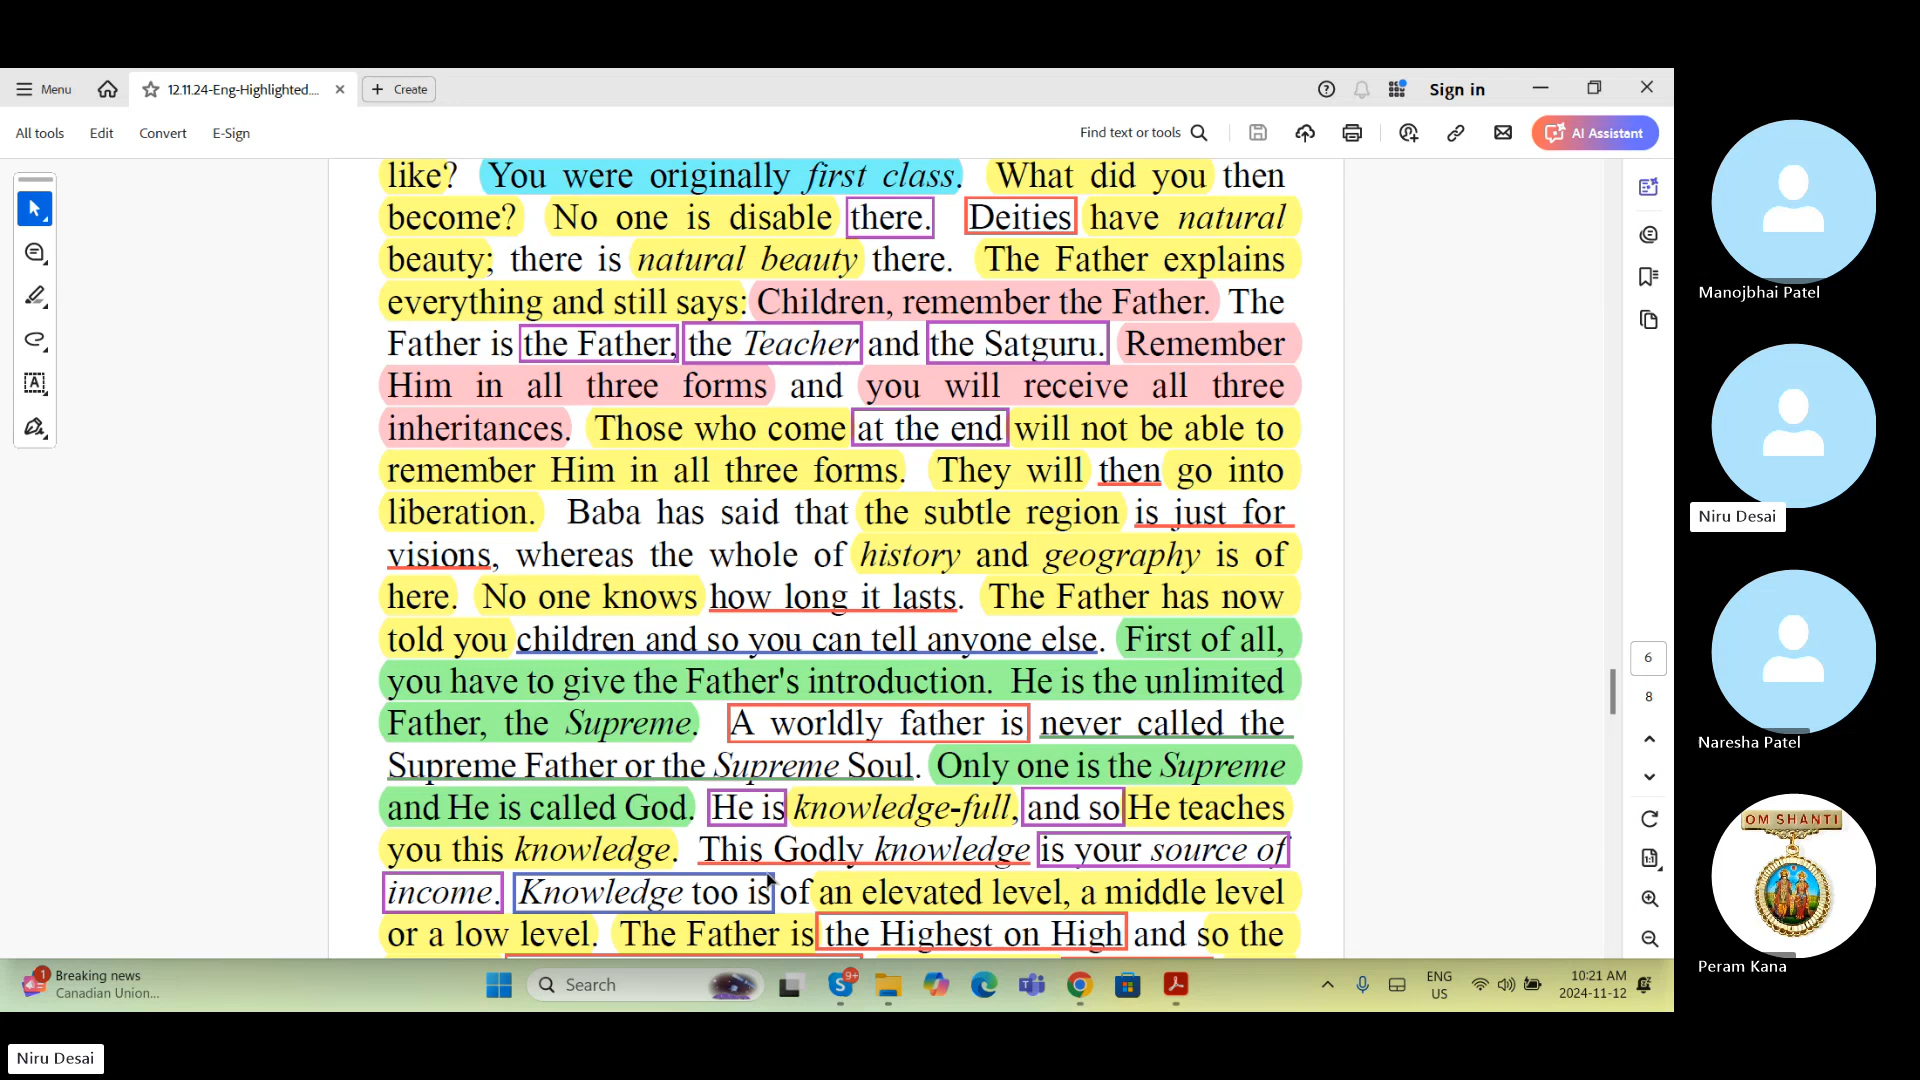 Menu
12.11.24-Eng-Highlighted....
Create
Sign in
All tools
Edit
Convert
E-Sign
Find text or tools
AI Assistant
like? You were originally first class. What did you then
become? No one is disable there. Deities have natural
beauty; there is natural beauty there. The Father explains
everything and still says: Children, remember the Father. The
Father is the Father, the Teacher and the Satguru. Remember
Him in all three forms and you will receive all three
inheritances. Those who come at the end will not be able to
remember Him in all three forms. They will then go into
liberation. Baba has said that the subtle region is just for
visions, whereas the whole of history and geography is of
here. No one knows how long it lasts. The Father has now
told you children and so you can tell anyone else. First of all,
you have to give the Father's introduction. He is the unlimited
Father, the Supreme. A worldly father is never called the
Supreme Father or the Supreme Soul. Only one is the Supreme
and He is called God. He is knowledge-full, and so He teaches
you this knowledge. This Godly knowledge is your source of
income. Knowledge too is of an elevated level, a middle level
or a low level. The Father is the Highest on High and so the
6
8
Manojbhai Patel
Niru Desai
Naresha Patel
OM SHANTI
Peram Kana
1
Breaking news
Canadian Union...
Search
9+
ENG
US
10:21 AM
2024-11-12
Niru Desai